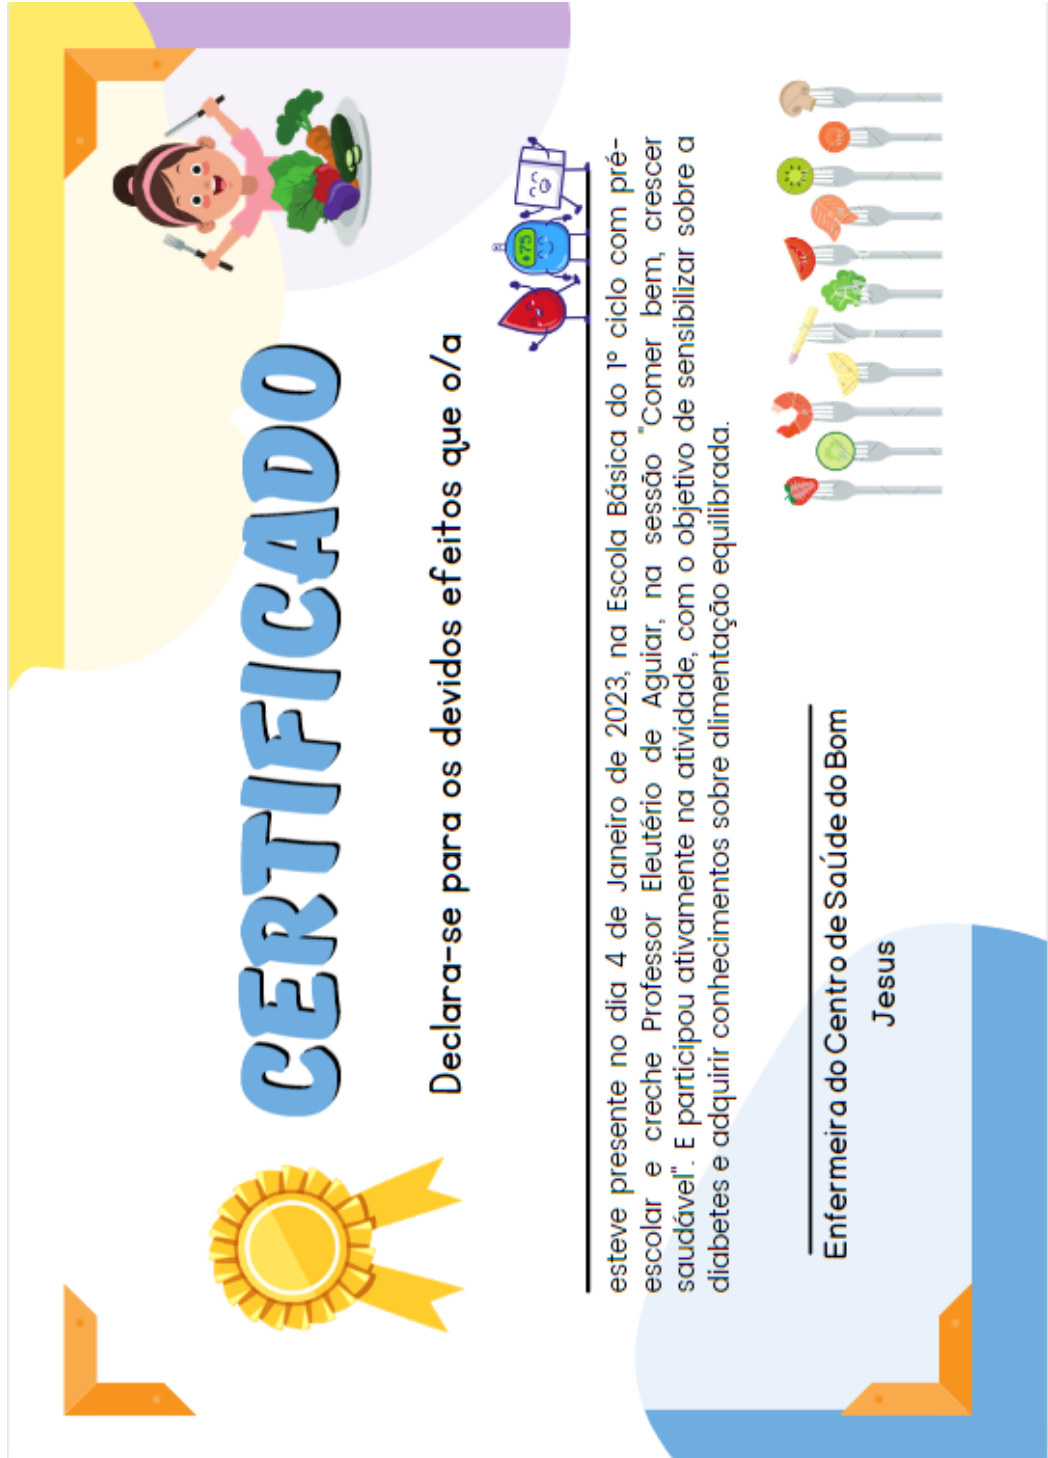 CERTIFICADO
Declara-se para os devidos efeitos que o/a
75
esteve presente no dia 4 de Janeiro de 2023, na Escola Básica do 1º ciclo com pré-
escolar e creche Professor Eleutério de Aguiar, na sessão "Comer bem, crescer
saudável". E participou ativamente na atividade, com o objetivo de sensibilizar sobre a
diabetes e adquirir conhecimentos sobre alimentação equilibrada.
Enfermeira do Centro de Saúde do Bom
Jesus